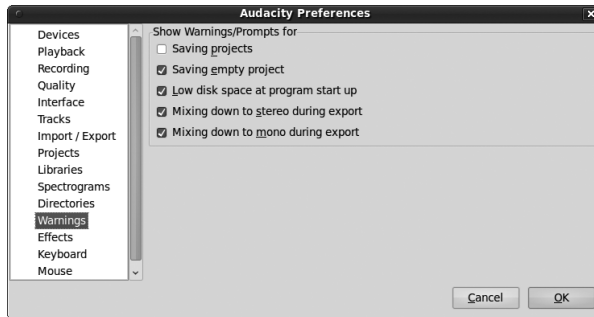 Audacity Preferences
Devices
Playback
Recording
Quality
Interface
Tracks
Import / Export
Projects
Libraries
Spectrograms
Directories
Warnings
Effects
Keyboard
Mouse
Show Warnings/Prompts for
Saving projects
Saving empty project
Low disk space at program start up
Mixing down to stereo during export
Mixing down to mono during export
Cancel
OK